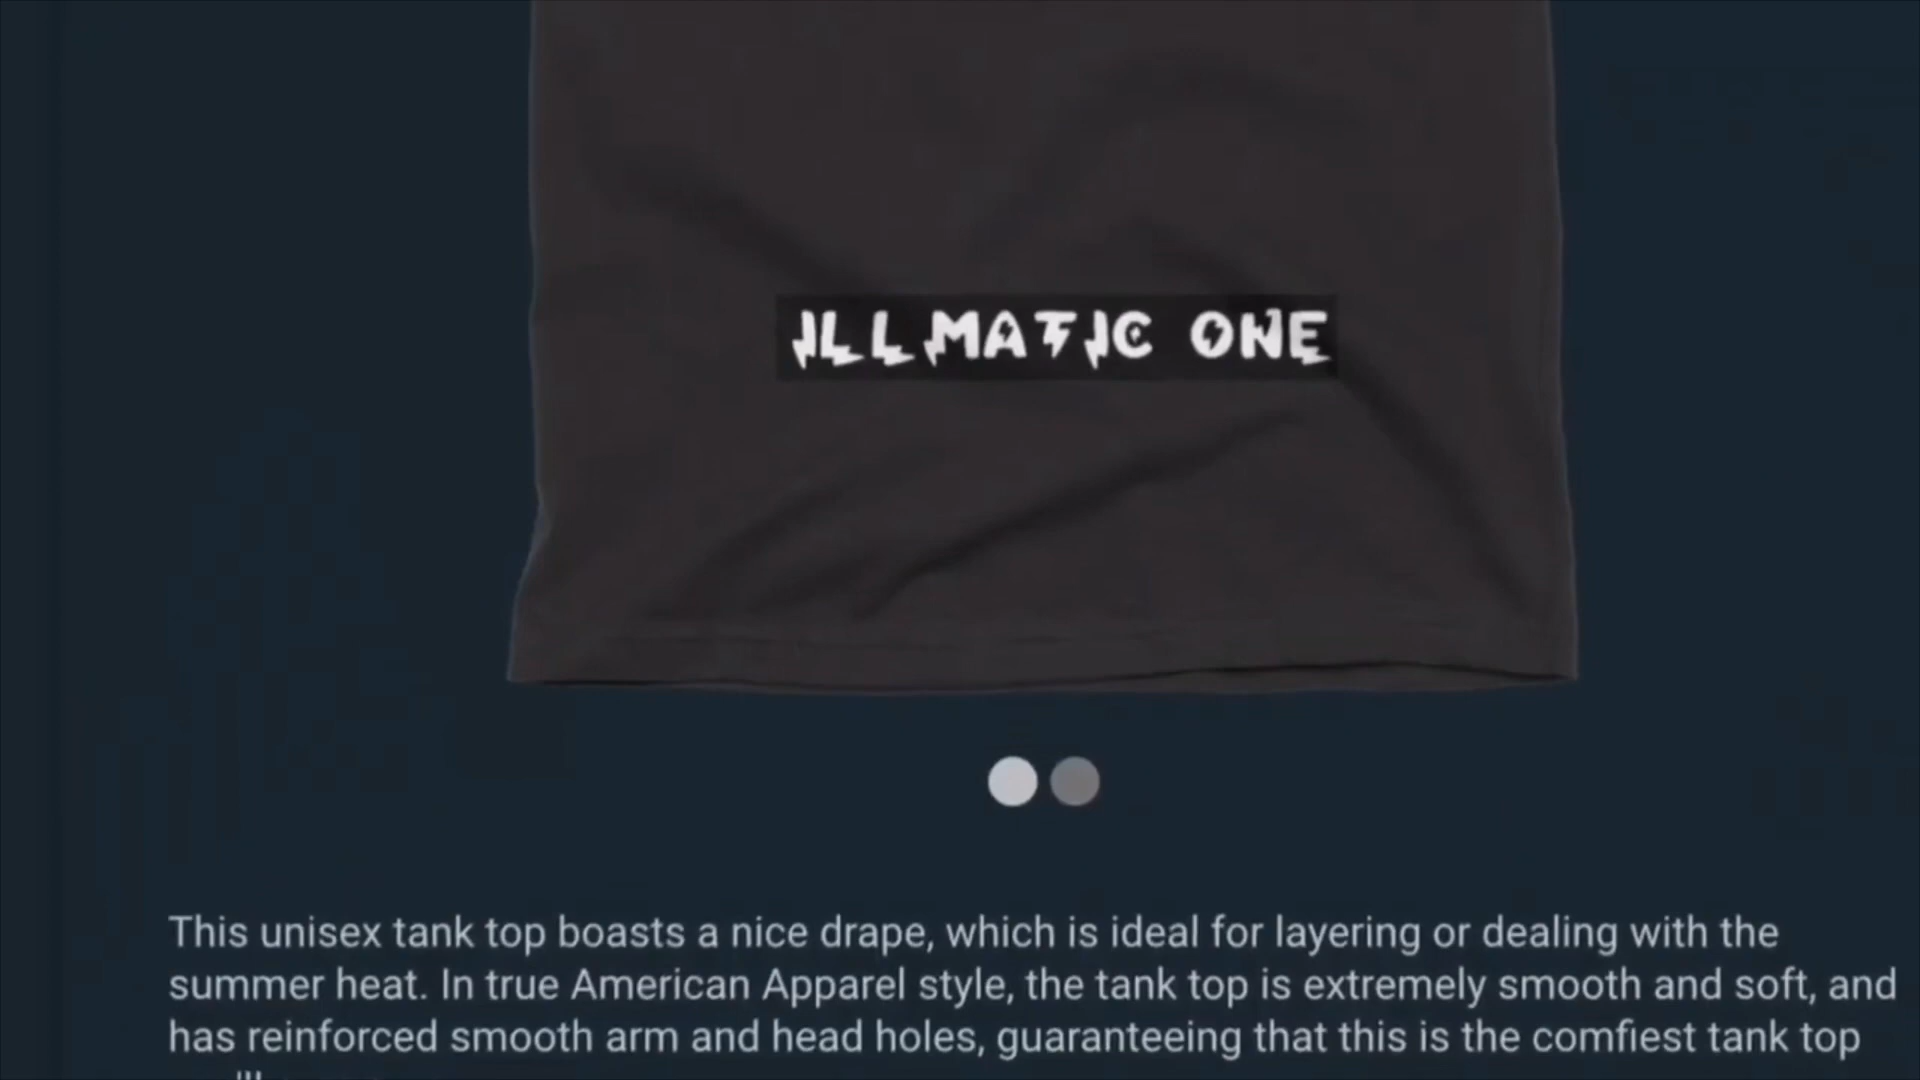 ILLMATIC ONE
This unisex tank top boasts a nice drape, which is ideal for layering or dealing with the
summer heat. In true American Apparel style, the tank top is extremely smooth and soft, and
has reinforced smooth arm and head holes, guaranteeing that this is the comfiest tank top